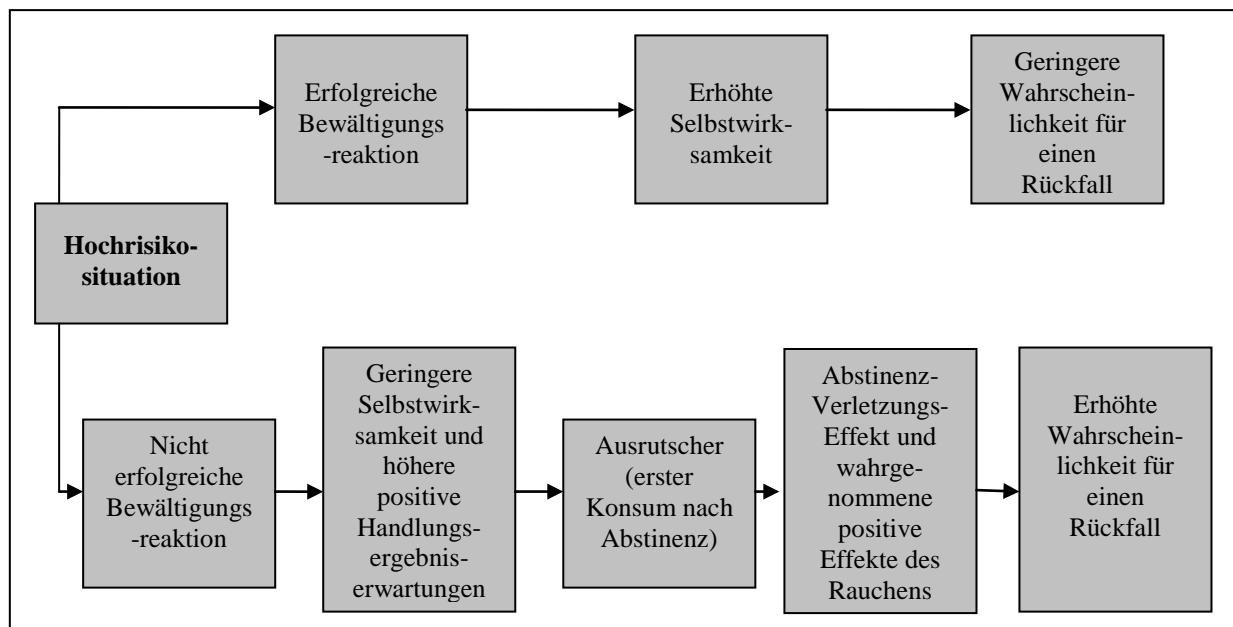 Erfolgreiche
Bewältigungs
-reaktion
Erhöhte
Selbstwirk-
samkeit
Geringere
Wahrschein-
lichkeit für
einen
Rückfall
Hochrisiko-
situation
Nicht
erfolgreiche
Bewältigungs
-reaktion
Geringere
Selbstwirk-
samkeit und
höhere
positive
Handlungs-
ergebnis-
erwartungen
Ausrutscher
(erster
Konsum nach
Abstinenz)
Abstinenz-
Verletzungs-
Effekt und
wahrge-
nommene
positive
Effekte des
Rauchens
Erhöhte
Wahrschein-
lichkeit für
einen
Rückfall